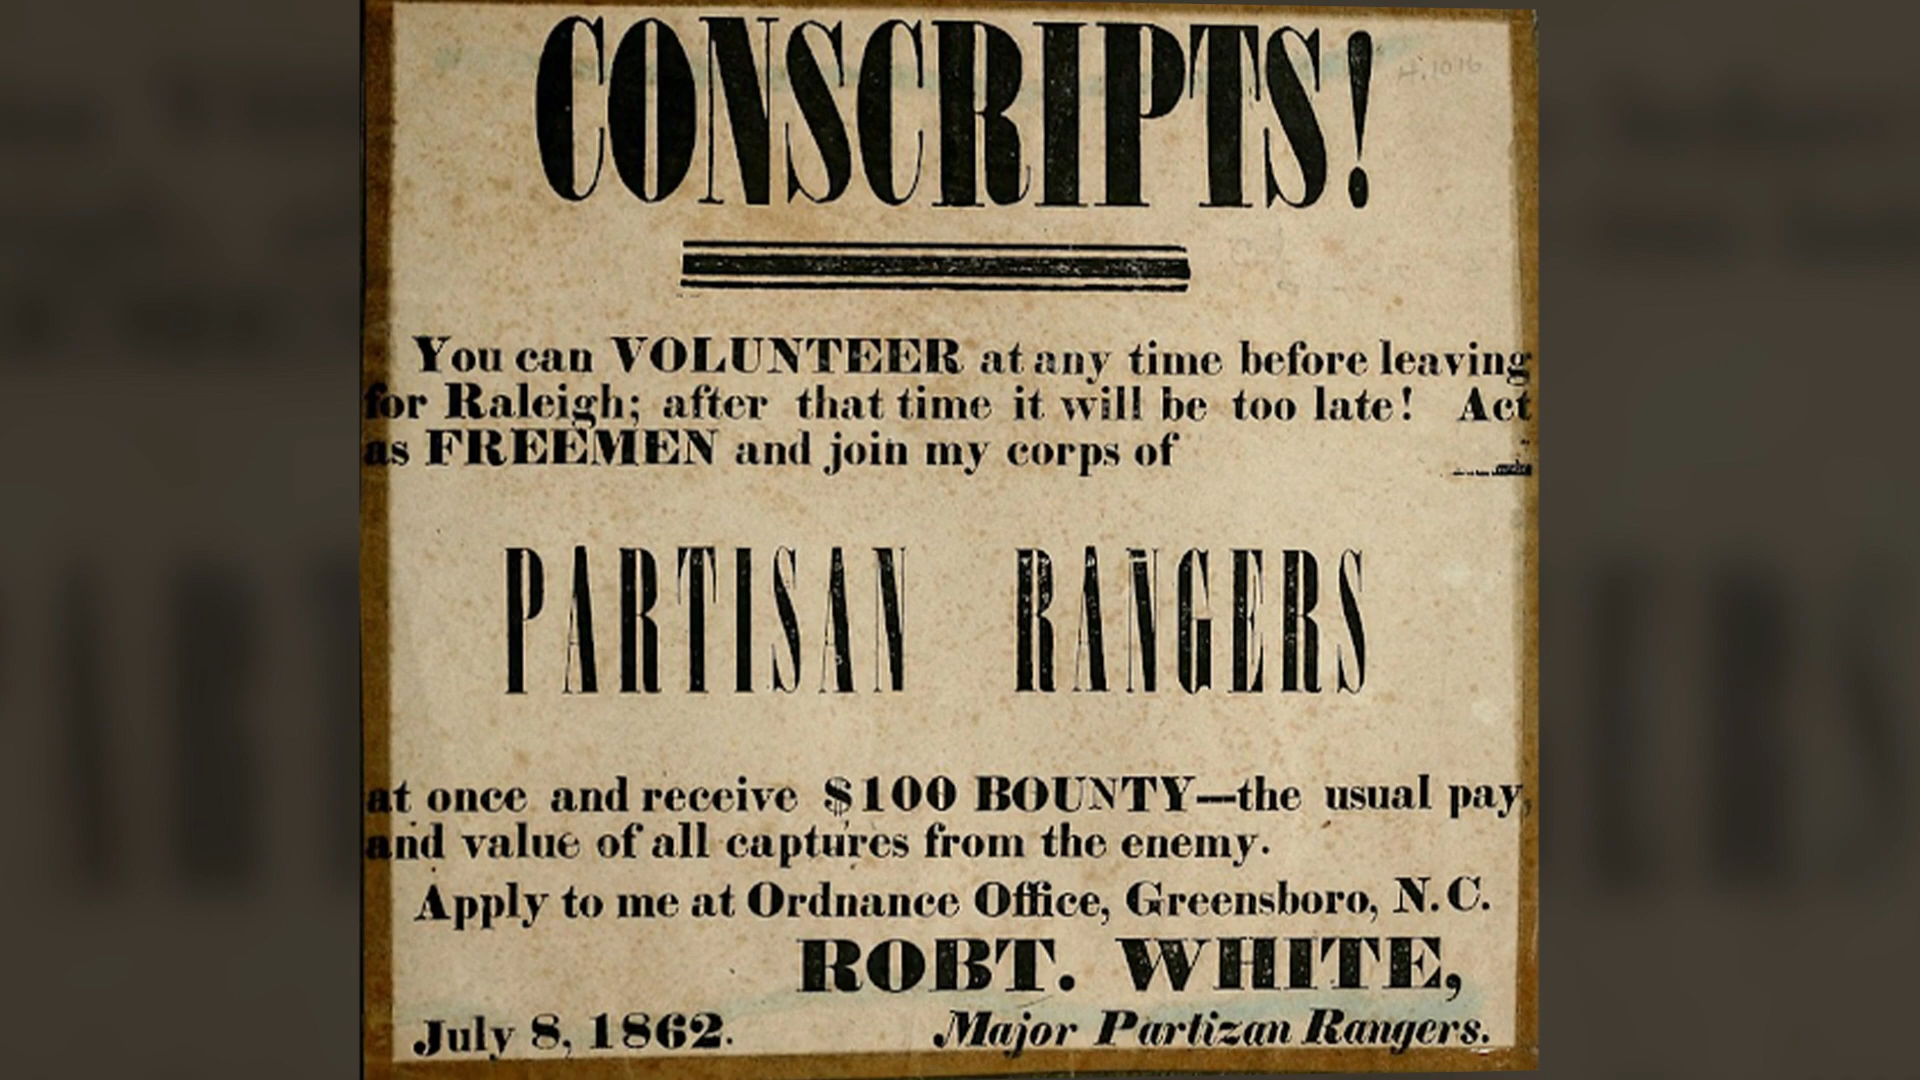 CONSCRIPTS!
You can VOLUNTEER at any time before leaving
for Raleigh; after that time it will be too late! Act
as FREEMEN and join my corps of
PARTISAN RANGERS
at once and receive $100 BOUNTY—the usual pay,
and value of all captures from the enemy.
Apply to me at Ordnance Office, Greensboro, N. C.
ROBT. WHITE,
July 8, 1862. Major Partizan Rangers.